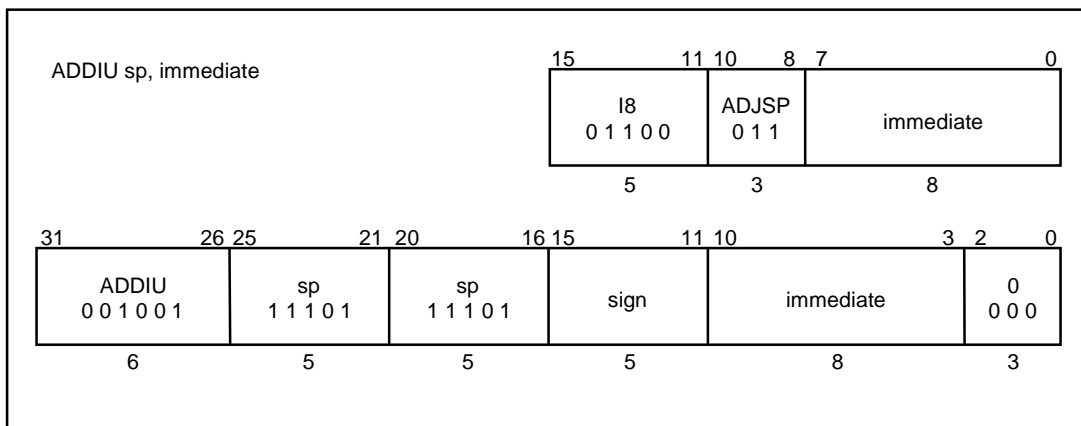 ADDIU sp, immediate
15 11 10 8 7 0
I8 ADJSP immediate
0 1 1 0 0 0 1 1
5 3 8
31 26 25 21 20 16 15 11 10 3 2 0
ADDIU sp sp sign immediate 0
0 0 1 0 0 1 1 1 1 0 1 1 1 1 0 1 0 0 0
6 5 5 5 8 3